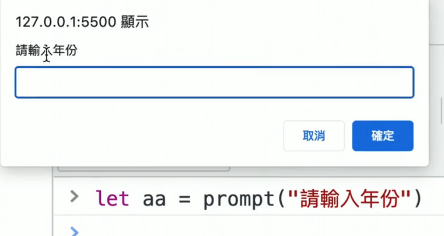 127.0.0.1:5500 顯示
請輸入年份
取消
確定
> let aa = prompt("請輸入年份")
>